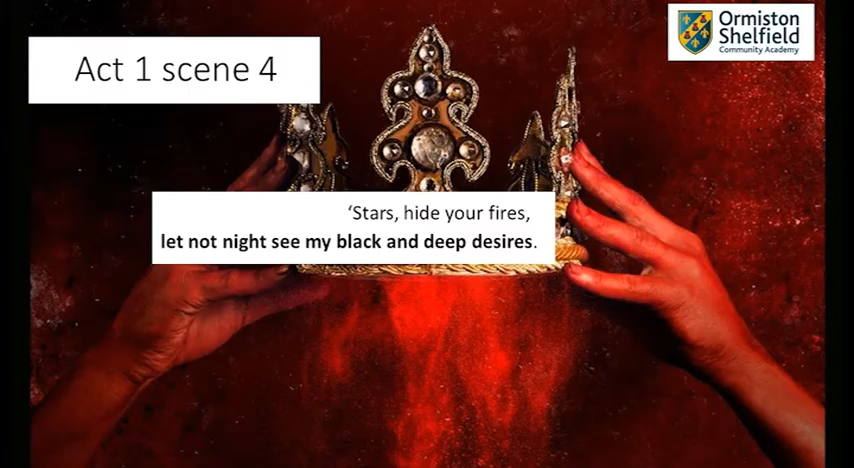 Act 1 scene 4
Ormiston
Shelfield
Community Academy
‘Stars, hide your fires,
let not night see my black and deep desires.